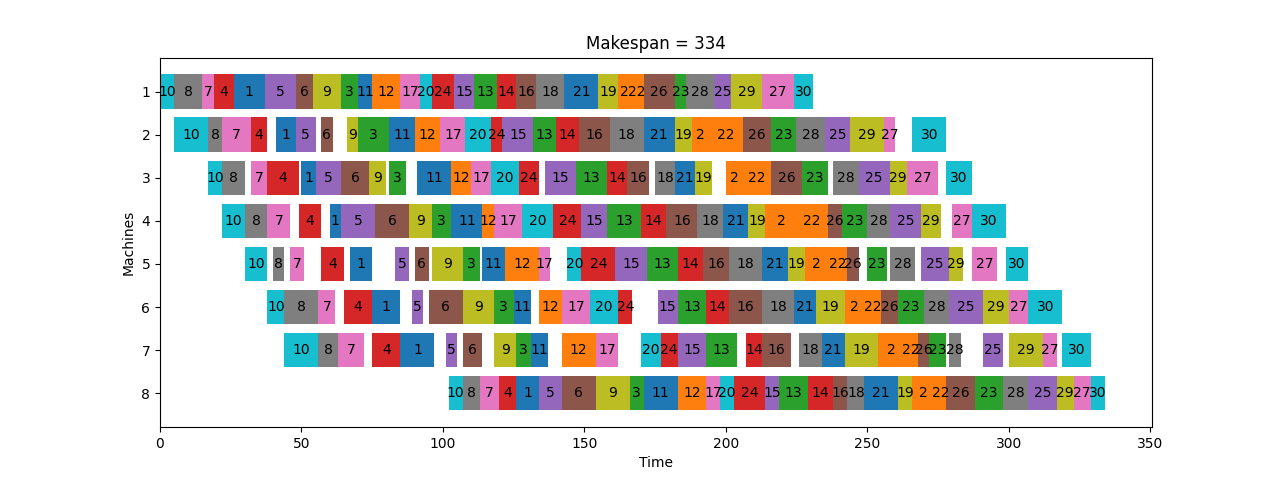 Makespan = 334
1 10 8 7 4 1 5 6 9 3 11 12 17 20 24 15 13 14 16 18 21 19 2 22 26 23 28 25 29 27 30
2 10 8 7 4 1 5 6 9 3 11 12 17 20 24 15 13 14 16 18 21 19 2 22 26 23 28 25 29 27 30
3 10 8 7 4 1 5 6 9 3 11 12 17 20 24 15 13 14 16 18 21 19 2 22 26 23 28 25 29 27 30
4 10 8 7 4 1 5 6 9 3 11 12 17 20 24 15 13 14 16 18 21 19 2 22 26 23 28 25 29 27 30
5 10 8 7 4 1 5 6 9 3 11 12 17 20 24 15 13 14 16 18 21 19 2 22 26 23 28 25 29 27 30
6 10 8 7 4 1 5 6 9 3 11 12 17 20 24 15 13 14 16 18 21 19 2 22 26 23 28 25 29 27 30
7 10 8 7 4 1 5 6 9 3 11 12 17 20 24 15 13 14 16 18 21 19 2 22 26 23 28 25 29 27 30
8 10 8 7 4 1 5 6 9 3 11 12 17 20 24 15 13 14 16 18 21 19 2 22 26 23 28 25 29 27 30
Machines
0 50 100 150 200 250 300 350
Time